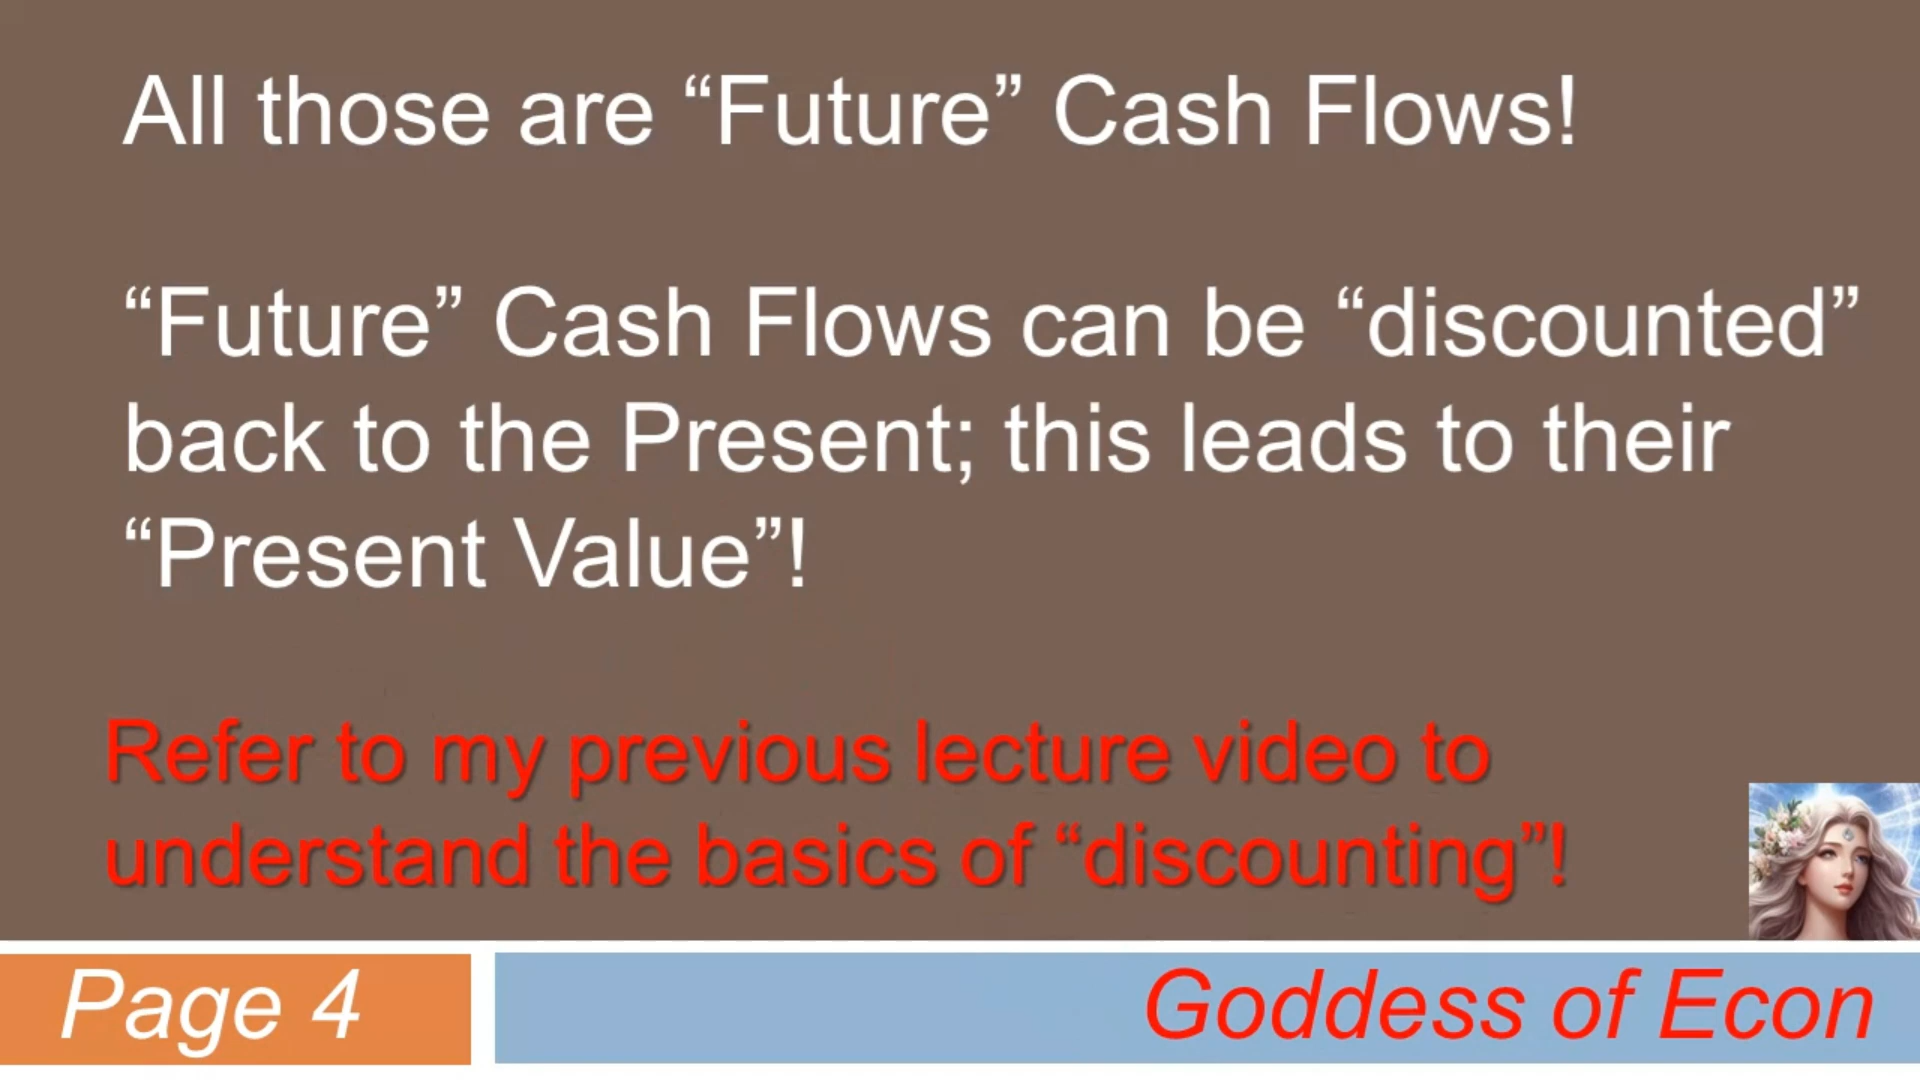 All those are “Future” Cash Flows!
“Future” Cash Flows can be “discounted”
back to the Present; this leads to their
“Present Value”!
Refer to my previous lecture video to
understand the basics of “discounting”!
Page 4
Goddess of Econ